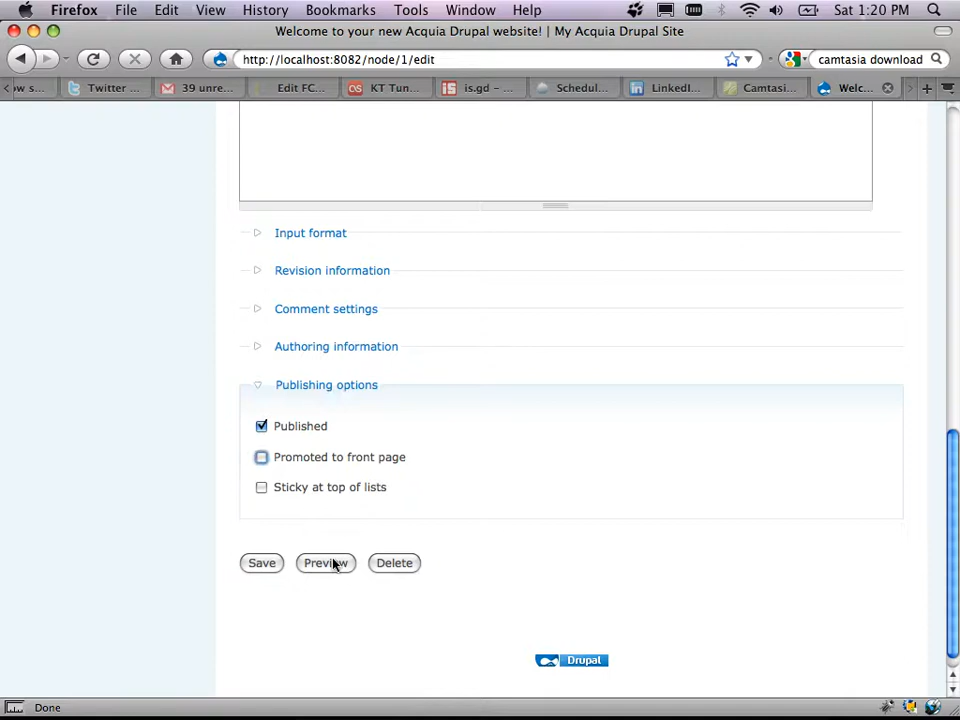 Firefox File Edit View History Bookmarks Tools Window Help Sat 1:20 PM
Welcome to your new Acquia Drupal website! | My Acquia Drupal Site
http://localhost:8082/node/1/edit camtasia download
ow s... Twitter ... 39 unre... Edit FC... KT Tun... is.gd – ... Schedul... LinkedI... Camtasi... Welc...
Input format
Revision information
Comment settings
Authoring information
Publishing options
Published
Promoted to front page
Sticky at top of lists
Save Preview Delete
Drupal
Done